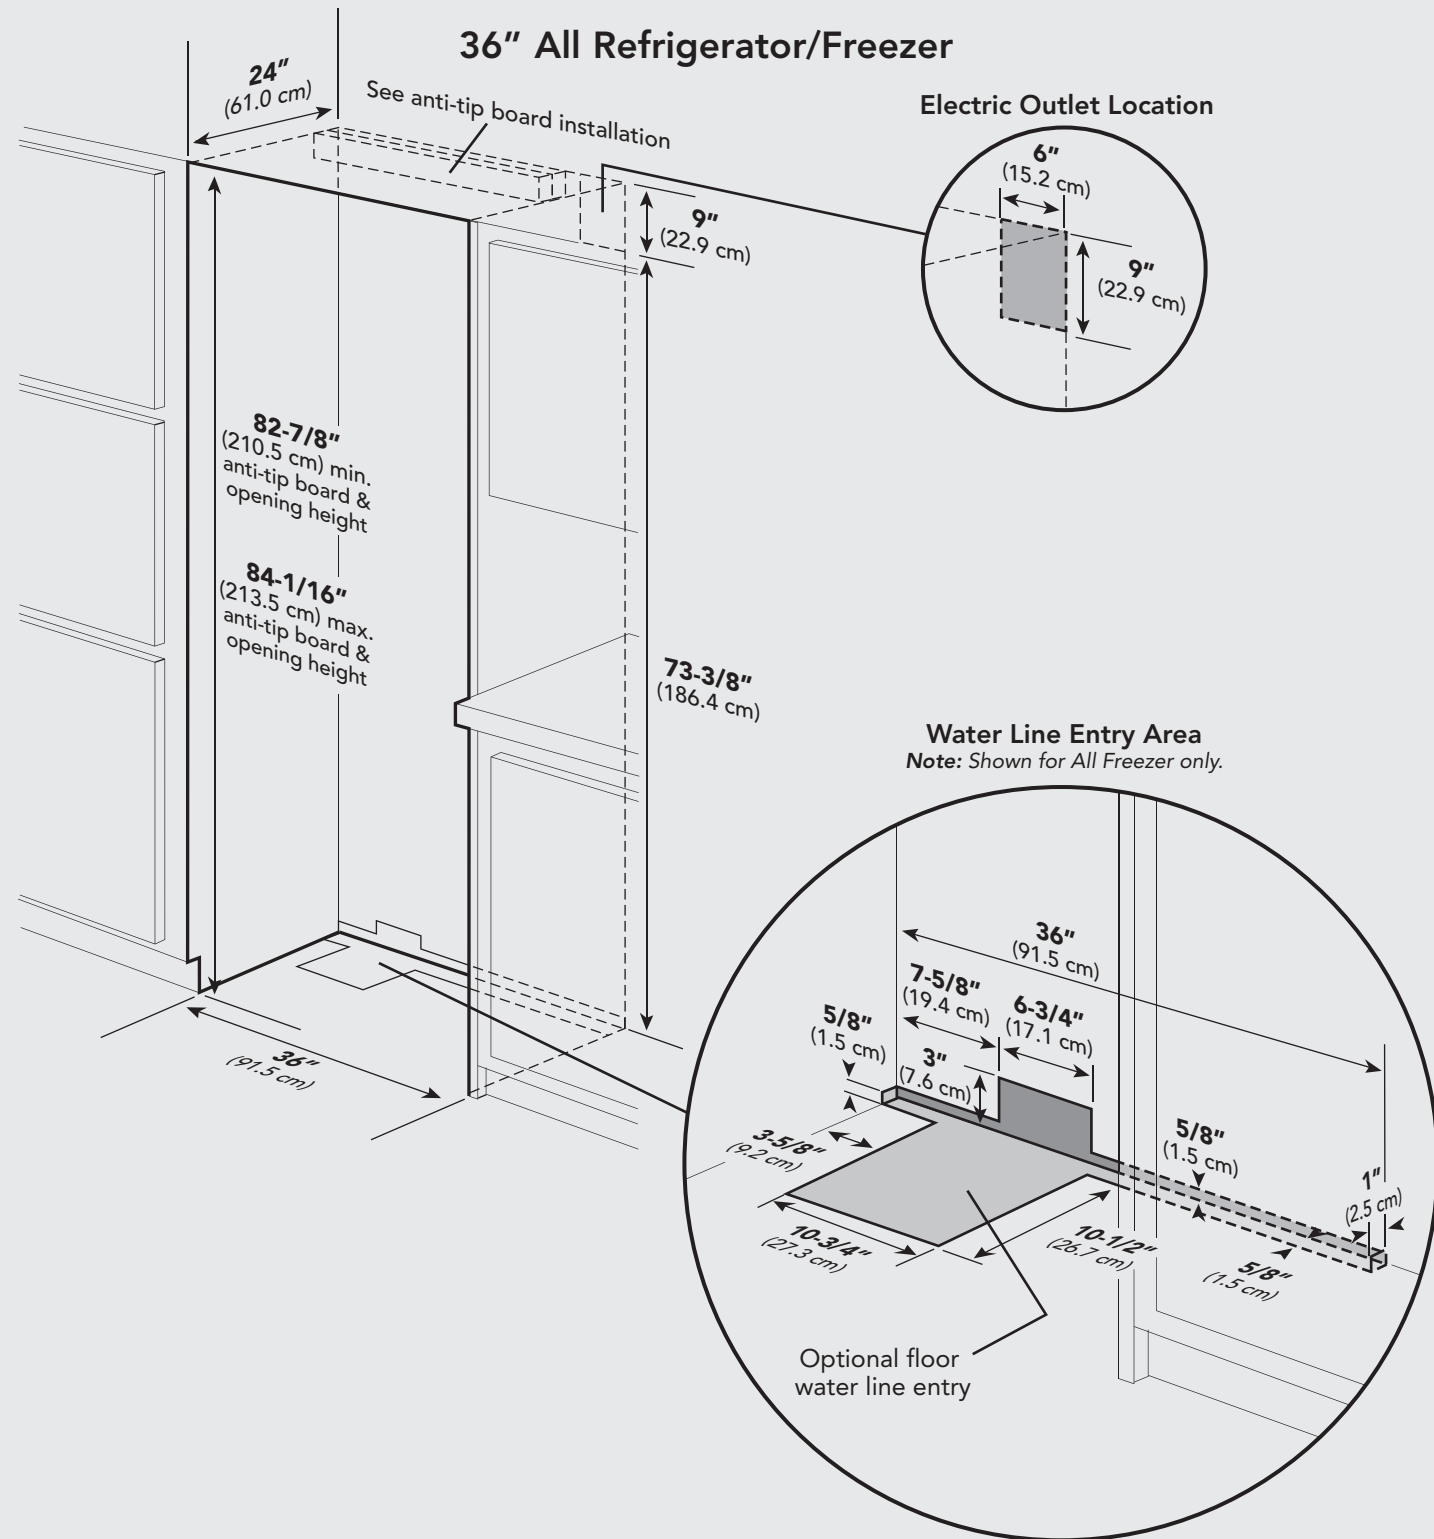 36" All Refrigerator/Freezer
24"
(61.0 cm)
See anti-tip board installation
Electric Outlet Location
6"
(15.2 cm)
9"
(22.9 cm)
9"
(22.9 cm)
82-7/8"
(210.5 cm) min.
anti-tip board &
opening height
84-1/16"
(213.5 cm) max.
anti-tip board &
opening height
73-3/8"
(186.4 cm)
36"
(91.5 cm)
Water Line Entry Area
Note: Shown for All Freezer only.
36"
(91.5 cm)
7-5/8"
(19.4 cm)
6-3/4"
(17.1 cm)
5/8"
(1.5 cm)
3"
(7.6 cm)
3-5/8"
(9.2 cm)
5/8"
(1.5 cm)
1"
(2.5 cm)
10-3/4"
(27.3 cm)
10-1/2"
(26.7 cm)
5/8"
(1.5 cm)
Optional floor
water line entry